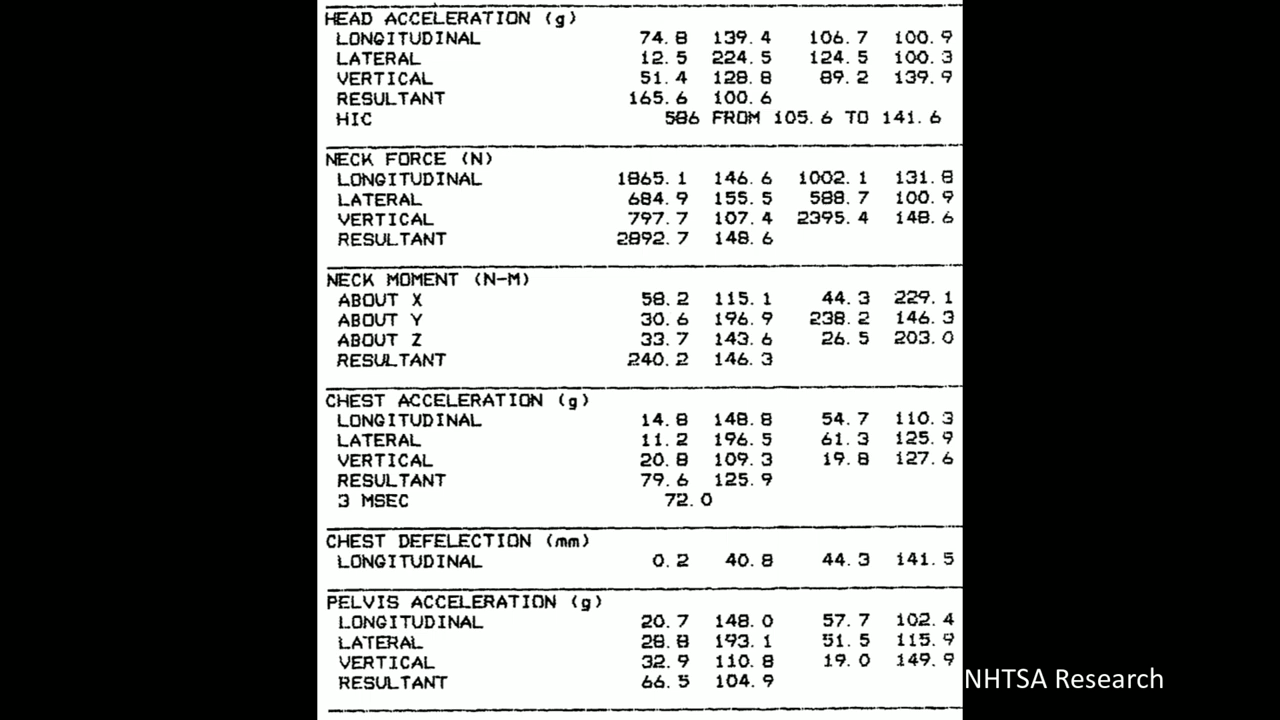 HEAD ACCELERATION (g)
LONGITUDINAL 74.8 139.4 106.7 100.9
LATERAL 12.5 224.5 124.5 100.3
VERTICAL 51.4 128.8 89.2 139.9
RESULTANT 165.6 100.6
HIC 586 FROM 105.6 TO 141.6
NECK FORCE (N)
LONGITUDINAL 1865.1 146.6 1002.1 131.8
LATERAL 684.9 155.5 588.7 100.9
VERTICAL 797.7 107.4 2395.4 148.6
RESULTANT 2892.7 148.6
NECK MOMENT (N-M)
ABOUT X 58.2 115.1 44.3 229.1
ABOUT Y 30.6 196.9 238.2 146.3
ABOUT Z 33.7 143.6 26.5 203.0
RESULTANT 240.2 146.3
CHEST ACCELERATION (g)
LONGITUDINAL 14.8 148.8 54.7 110.3
LATERAL 11.2 196.5 61.3 125.9
VERTICAL 20.8 109.3 19.8 127.6
RESULTANT 79.6 125.9
3 MSEC 72.0
CHEST DEFELECTION (mm)
LONGITUDINAL 0.2 40.8 44.3 141.5
PELVIS ACCELERATION (g)
LONGITUDINAL 20.7 148.0 57.7 102.4
LATERAL 28.8 193.1 51.5 115.9
VERTICAL 32.9 110.8 19.0 149.9
RESULTANT 66.5 104.9
NHTSA Research